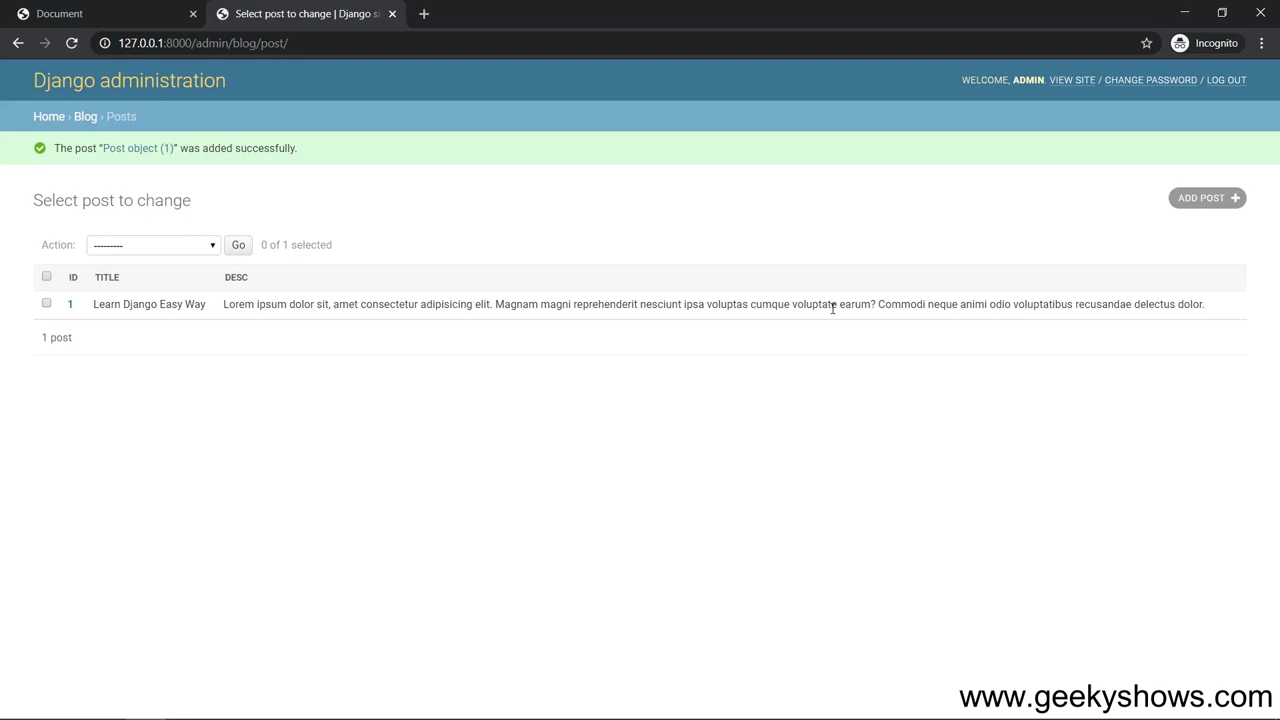 Document
Select post to change | Django s
127.0.0.1:8000/admin/blog/post/
Incognito
Django administration
WELCOME, ADMIN. VIEW SITE / CHANGE PASSWORD / LOG OUT
Home › Blog › Posts
The post “Post object (1)” was added successfully.
Select post to change
ADD POST
Action: --------- Go 0 of 1 selected
ID TITLE DESC
1 Learn Django Easy Way Lorem ipsum dolor sit, amet consectetur adipisicing elit. Magnam magni reprehenderit nesciunt ipsa voluptas cumque voluptate earum? Commodi neque animi odio voluptatibus recusandae delectus dolor.
1 post
www.geekyshows.com